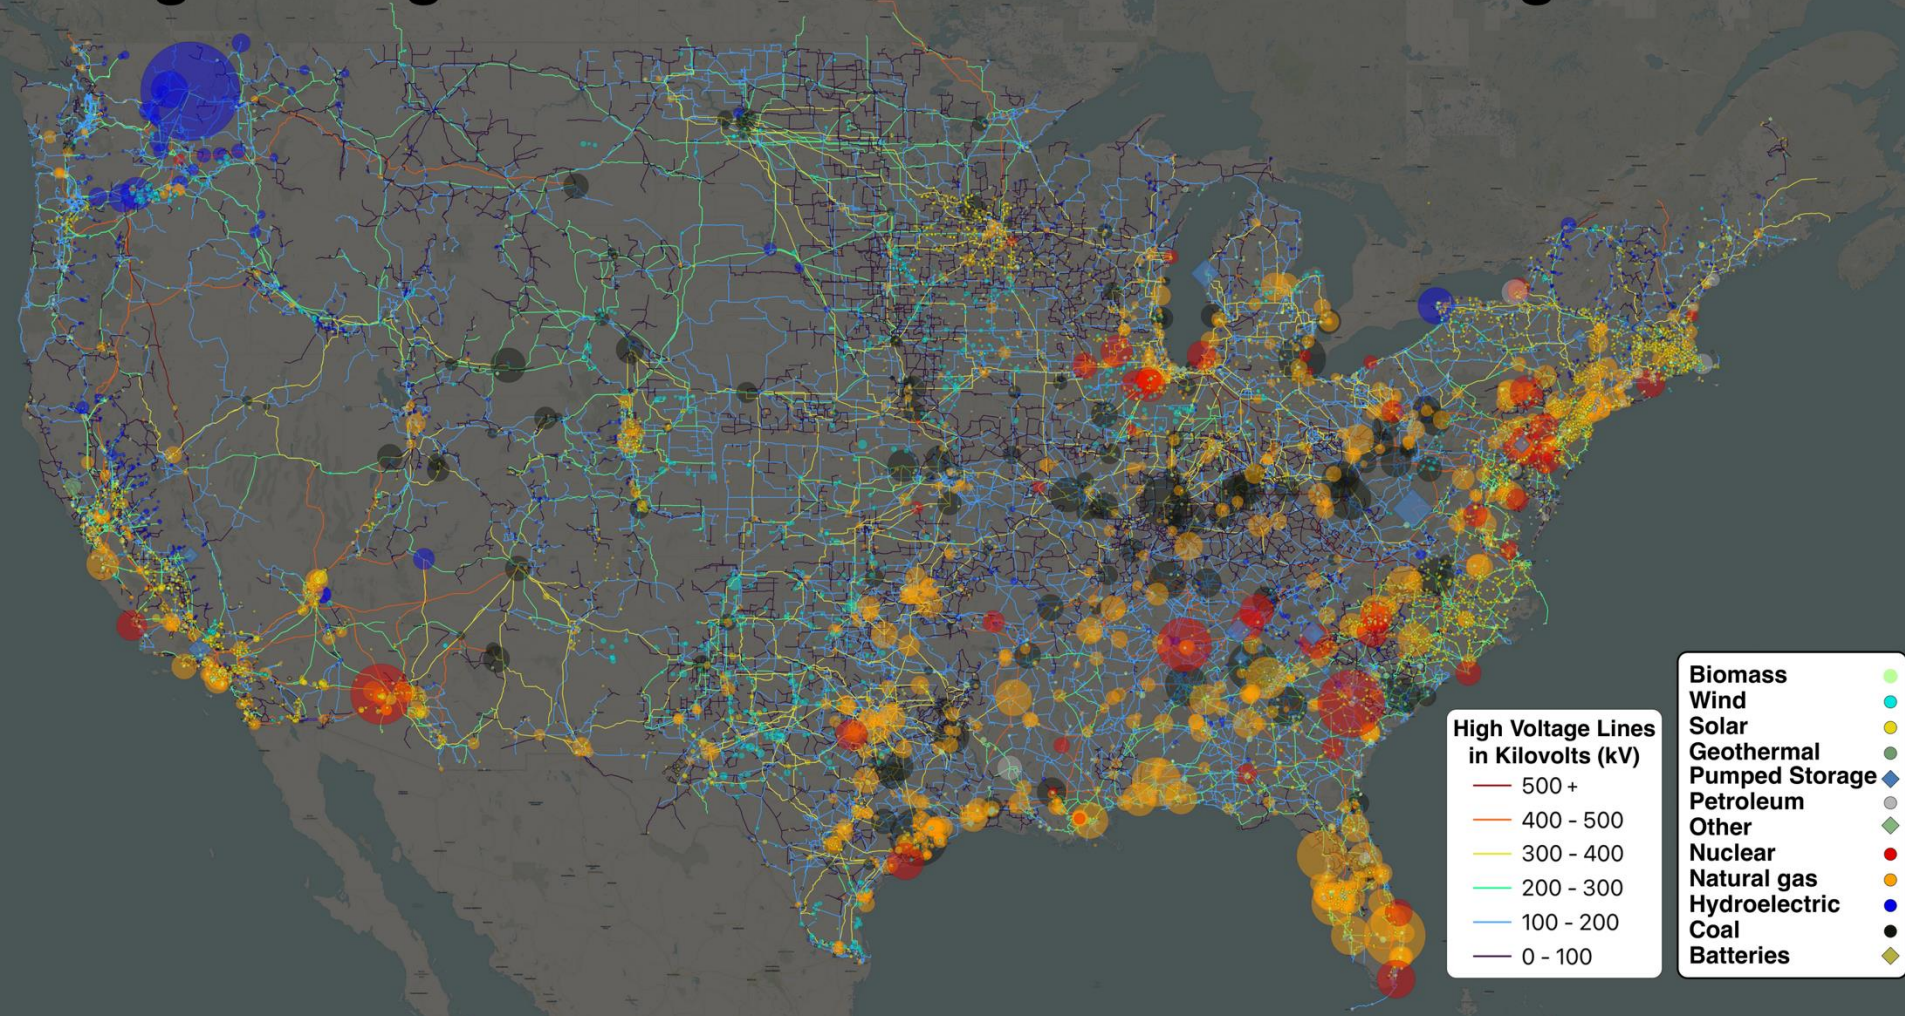 High Voltage Lines
in Kilovolts (kV)
500 +
400 - 500
300 - 400
200 - 300
100 - 200
0 - 100
Biomass
Wind
Solar
Geothermal
Pumped Storage
Petroleum
Other
Nuclear
Natural gas
Hydroelectric
Coal
Batteries